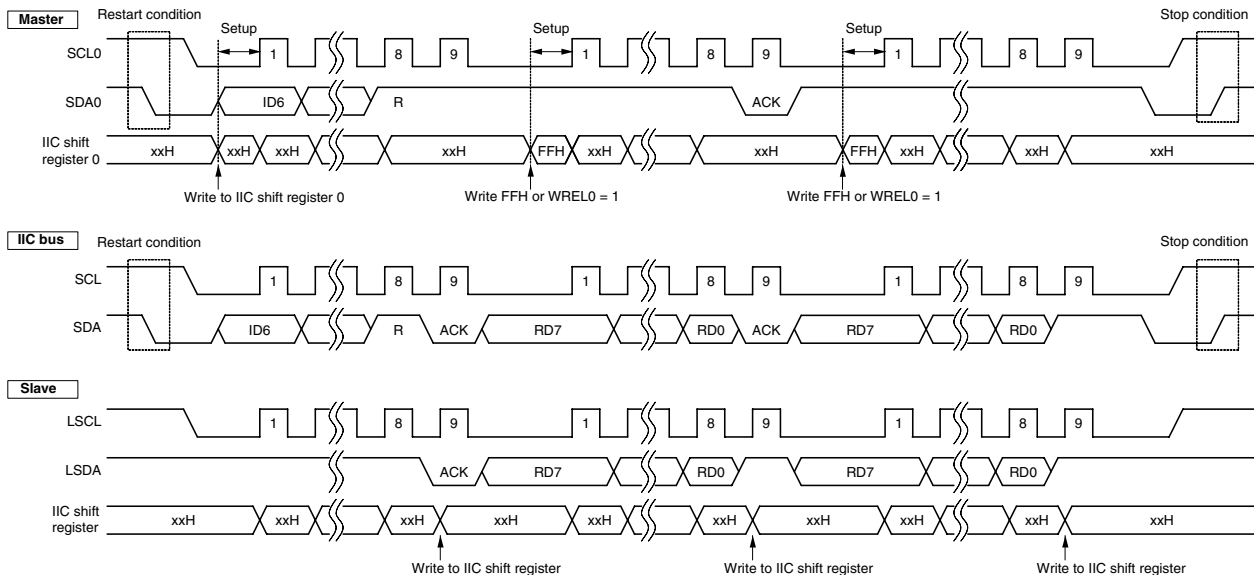 Master Restart condition Stop condition
Setup Setup Setup
SCL0 1 8 9 1 8 9 1 8 9
SDA0 ID6 R ACK
IIC shift
register 0 xxH xxH xxH xxH FFH xxH xxH FFH xxH xxH xxH
Write to IIC shift register 0 Write FFH or WREL0 = 1 Write FFH or WREL0 = 1
IIC bus Restart condition Stop condition
SCL 1 8 9 1 8 9 1 8 9
SDA ID6 R ACK RD7 RD0 ACK RD7 RD0
Slave
LSCL 1 8 9 1 8 9 1 8 9
LSDA ACK RD7 RD0 RD7 RD0
IIC shift
register xxH xxH xxH xxH xxH xxH xxH xxH xxH xxH
Write to IIC shift register Write to IIC shift register Write to IIC shift register